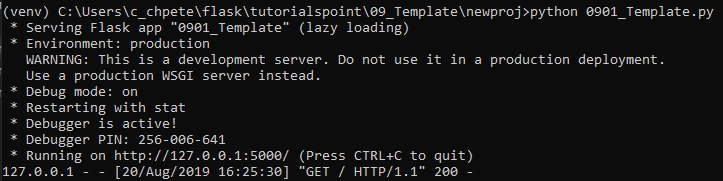 (venv) C:\Users\c_chpete\flask\tutorialspoint\09_Template\newproj>python 0901_Template.py
 * Serving Flask app "0901_Template" (lazy loading)
 * Environment: production
   WARNING: This is a development server. Do not use it in a production deployment.
   Use a production WSGI server instead.
 * Debug mode: on
 * Restarting with stat
 * Debugger is active!
 * Debugger PIN: 256-006-641
 * Running on http://127.0.0.1:5000/ (Press CTRL+C to quit)
127.0.0.1 - - [20/Aug/2019 16:25:30] "GET / HTTP/1.1" 200 -